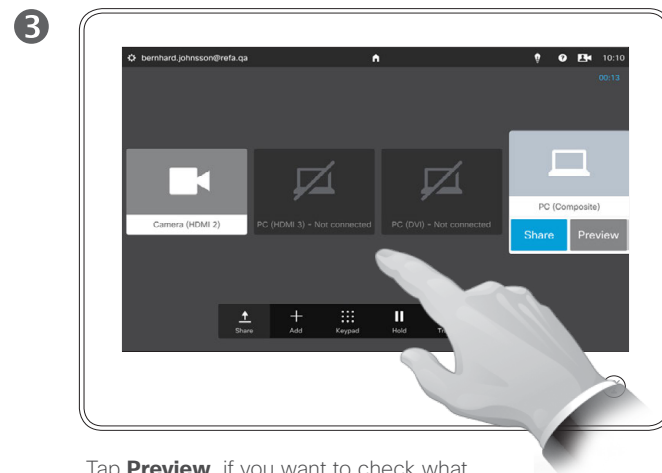 3
bernhard.johnsson@refa.qa 10:10
00:13
Camera (HDMI 2) PC (HDMI 3) - Not connected PC (DVI) - Not connected PC (Composite)
Share Preview
Share Add Keypad Hold
Tap Preview, if you want to check what